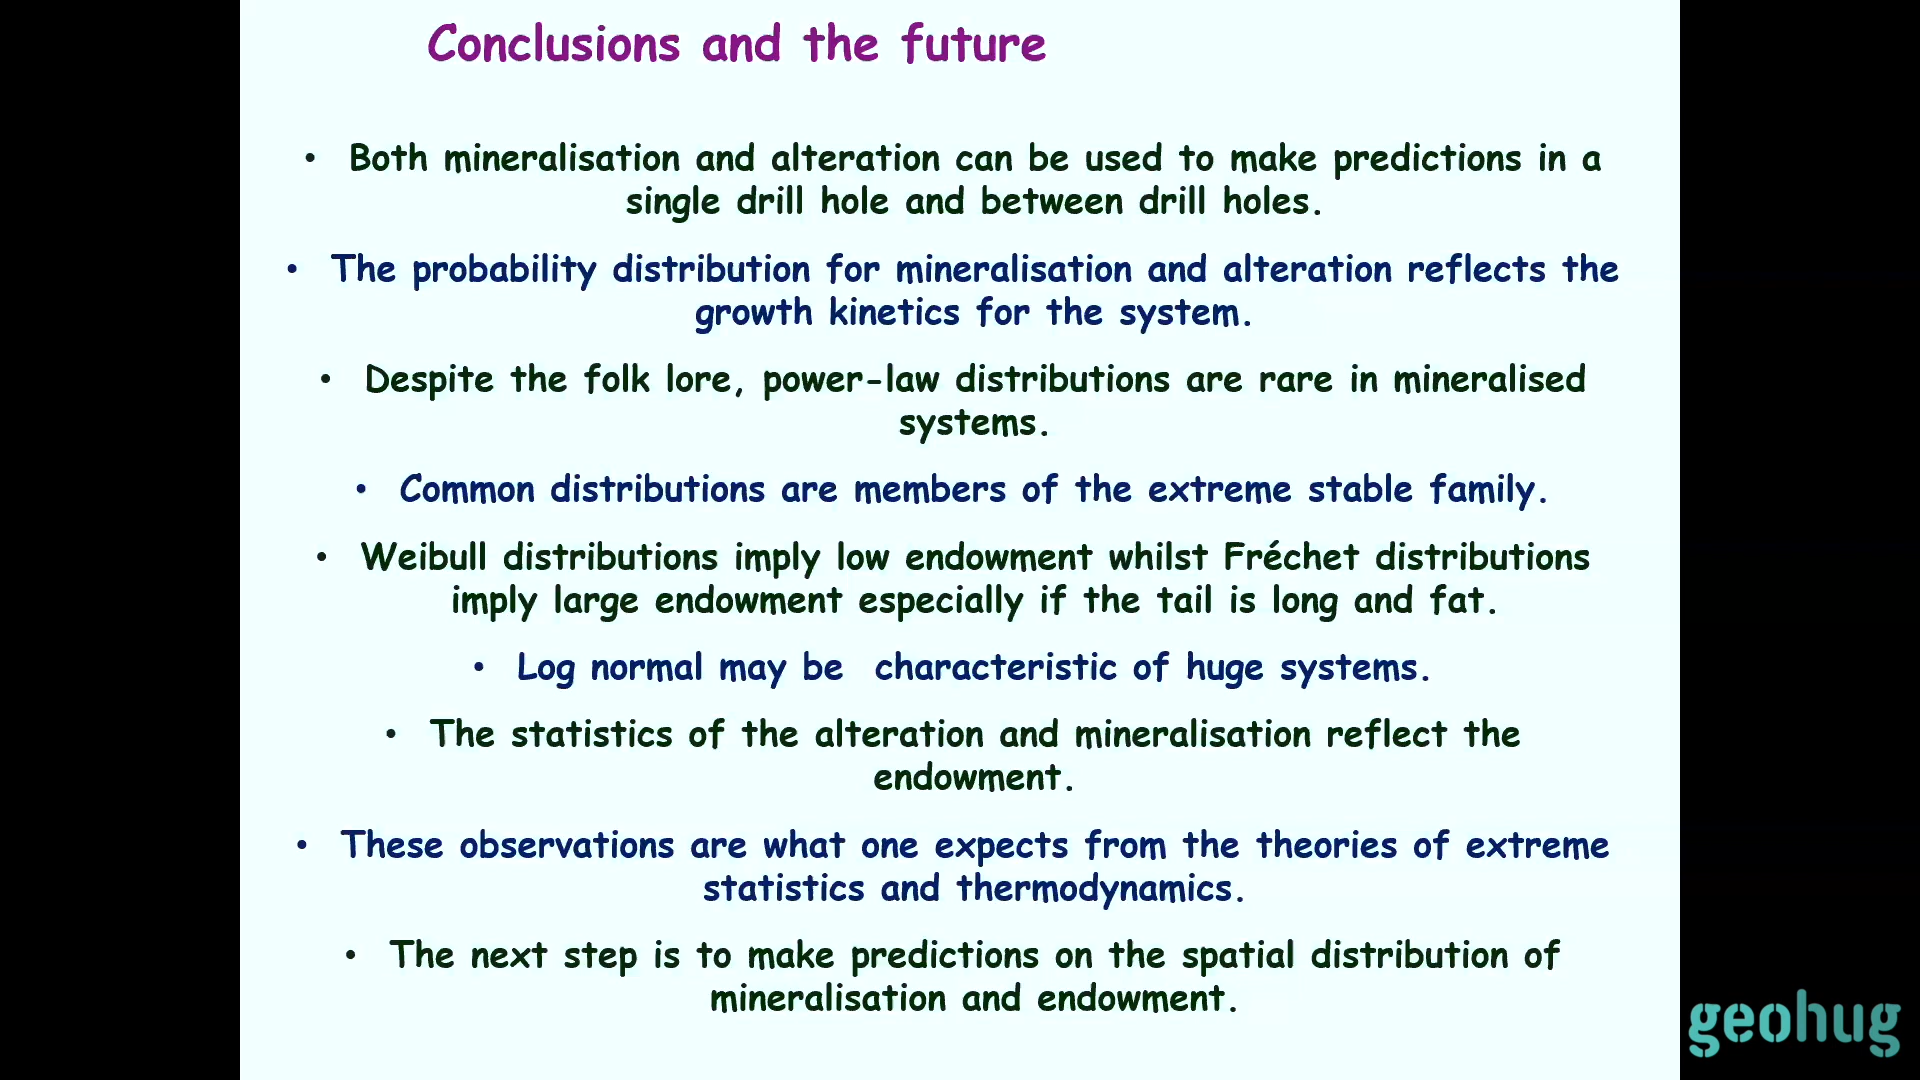 Conclusions and the future
• Both mineralisation and alteration can be used to make predictions in a
single drill hole and between drill holes.
• The probability distribution for mineralisation and alteration reflects the
growth kinetics for the system.
• Despite the folk lore, power-law distributions are rare in mineralised
systems.
• Common distributions are members of the extreme stable family.
• Weibull distributions imply low endowment whilst Fréchet distributions
imply large endowment especially if the tail is long and fat.
• Log normal may be  characteristic of huge systems.
• The statistics of the alteration and mineralisation reflect the
endowment.
• These observations are what one expects from the theories of extreme
statistics and thermodynamics.
• The next step is to make predictions on the spatial distribution of
mineralisation and endowment.
geohug